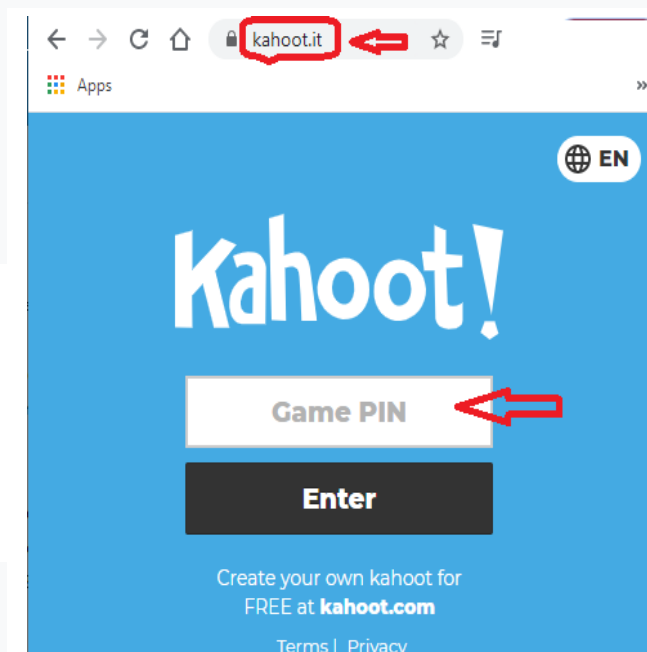 kahoot.it
Apps
»
EN
Kahoot!
Game PIN
Enter
Create your own kahoot for
FREE at kahoot.com
Terms | Privacy